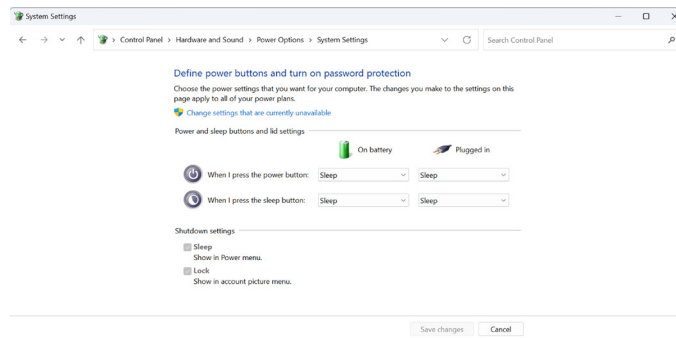 System Settings
Control Panel > Hardware and Sound > Power Options > System Settings
Search Control Panel
Define power buttons and turn on password protection
Choose the power settings that you want for your computer. The changes you make to the settings on this
page apply to all of your power plans.
Change settings that are currently unavailable
Power and sleep buttons and lid settings
On battery Plugged in
When I press the power button: Sleep Sleep
When I press the sleep button: Sleep Sleep
Shutdown settings
Sleep
Show in Power menu.
Lock
Show in account picture menu.
Save changes Cancel